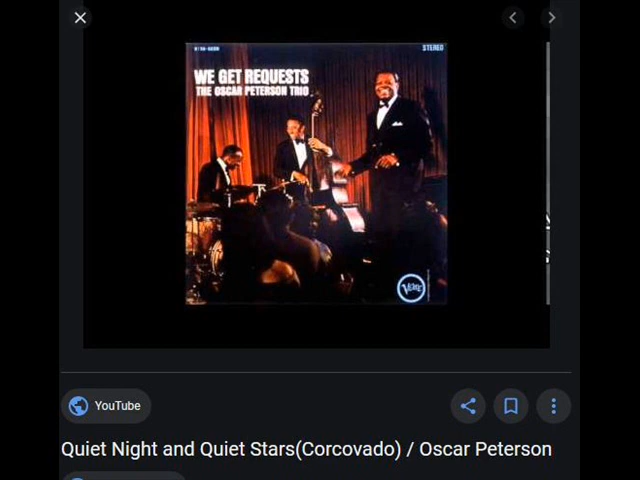 STEREO
WE GET REQUESTS
THE OSCAR PETERSON TRIO
Verve
YouTube
Quiet Night and Quiet Stars(Corcovado) / Oscar Peterson